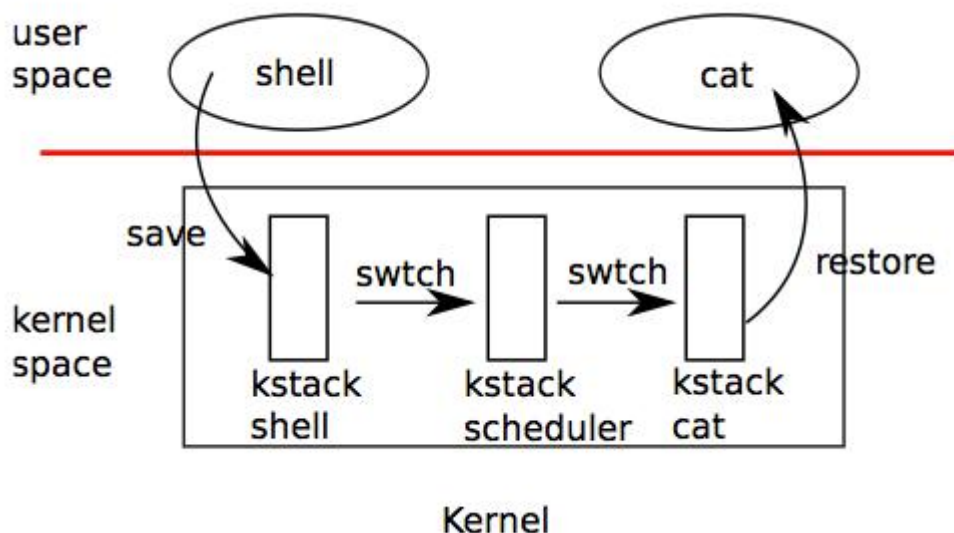 user
space
shell
cat
save
swtch
swtch
restore
kernel
space
kstack
shell
kstack
scheduler
kstack
cat
Kernel